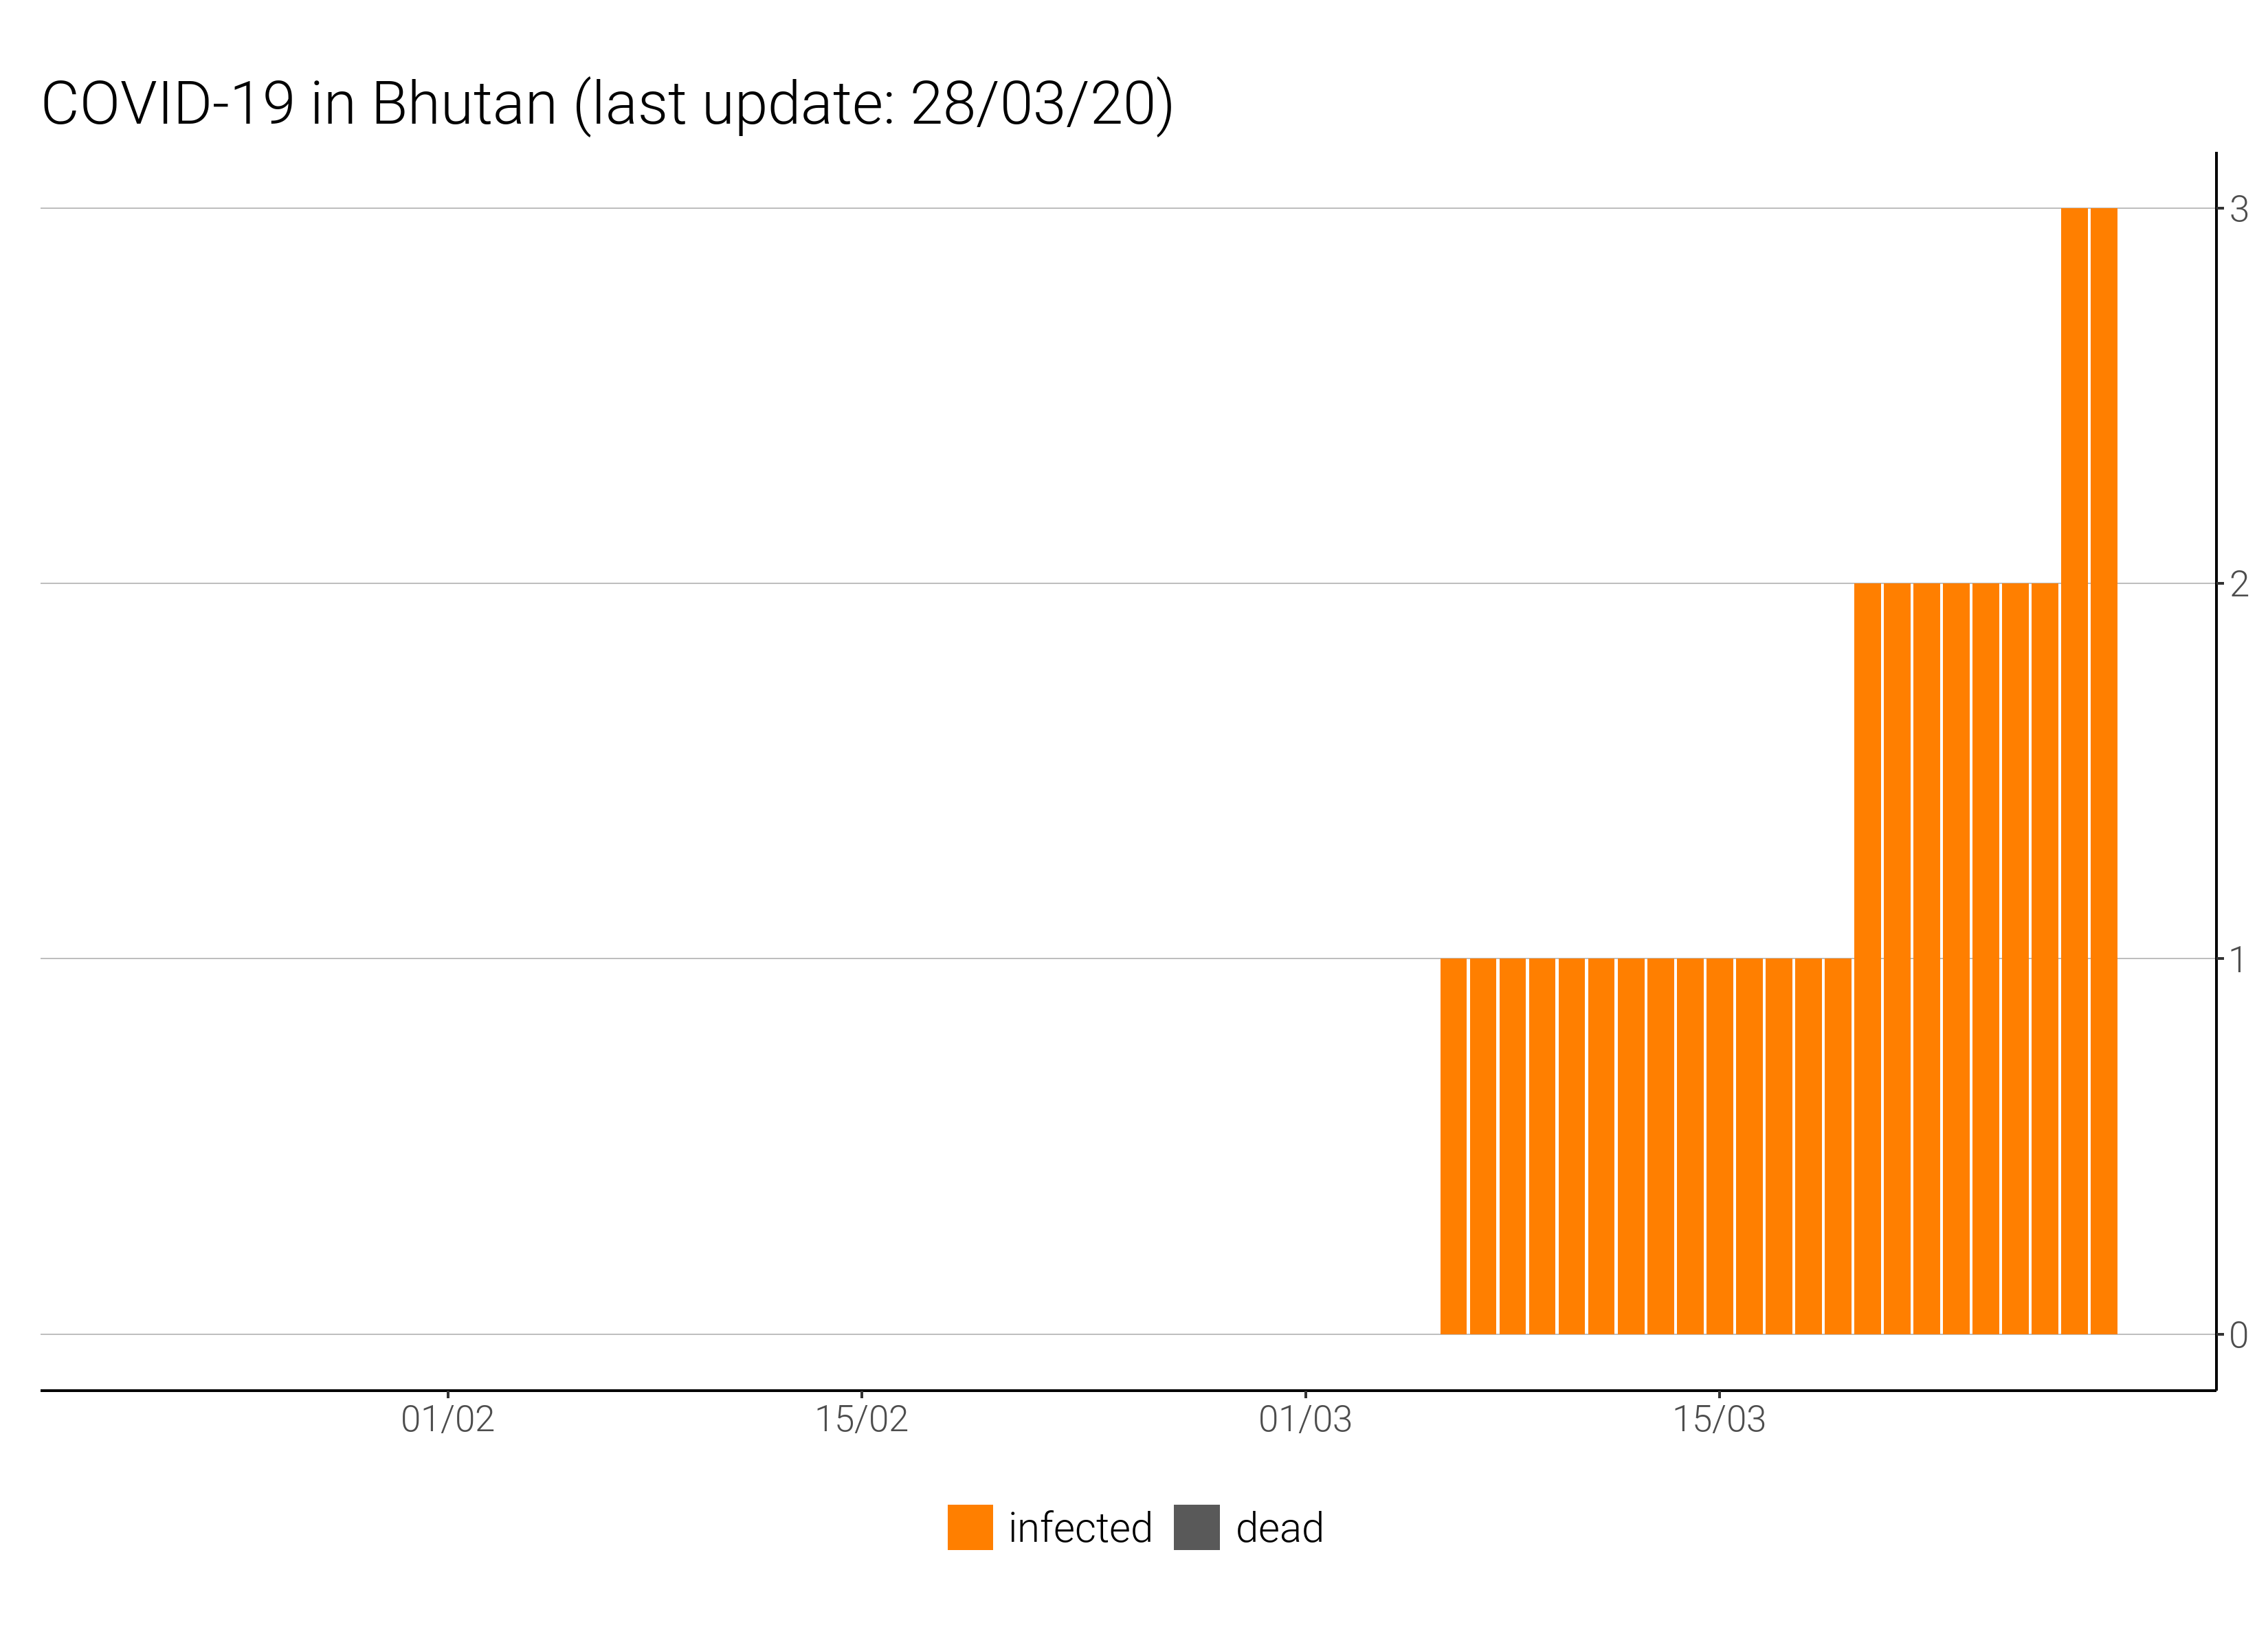 COVID-19 in Bhutan (last update: 28/03/20)
3
2
1
0
01/02 15/02 01/03 15/03
infected dead